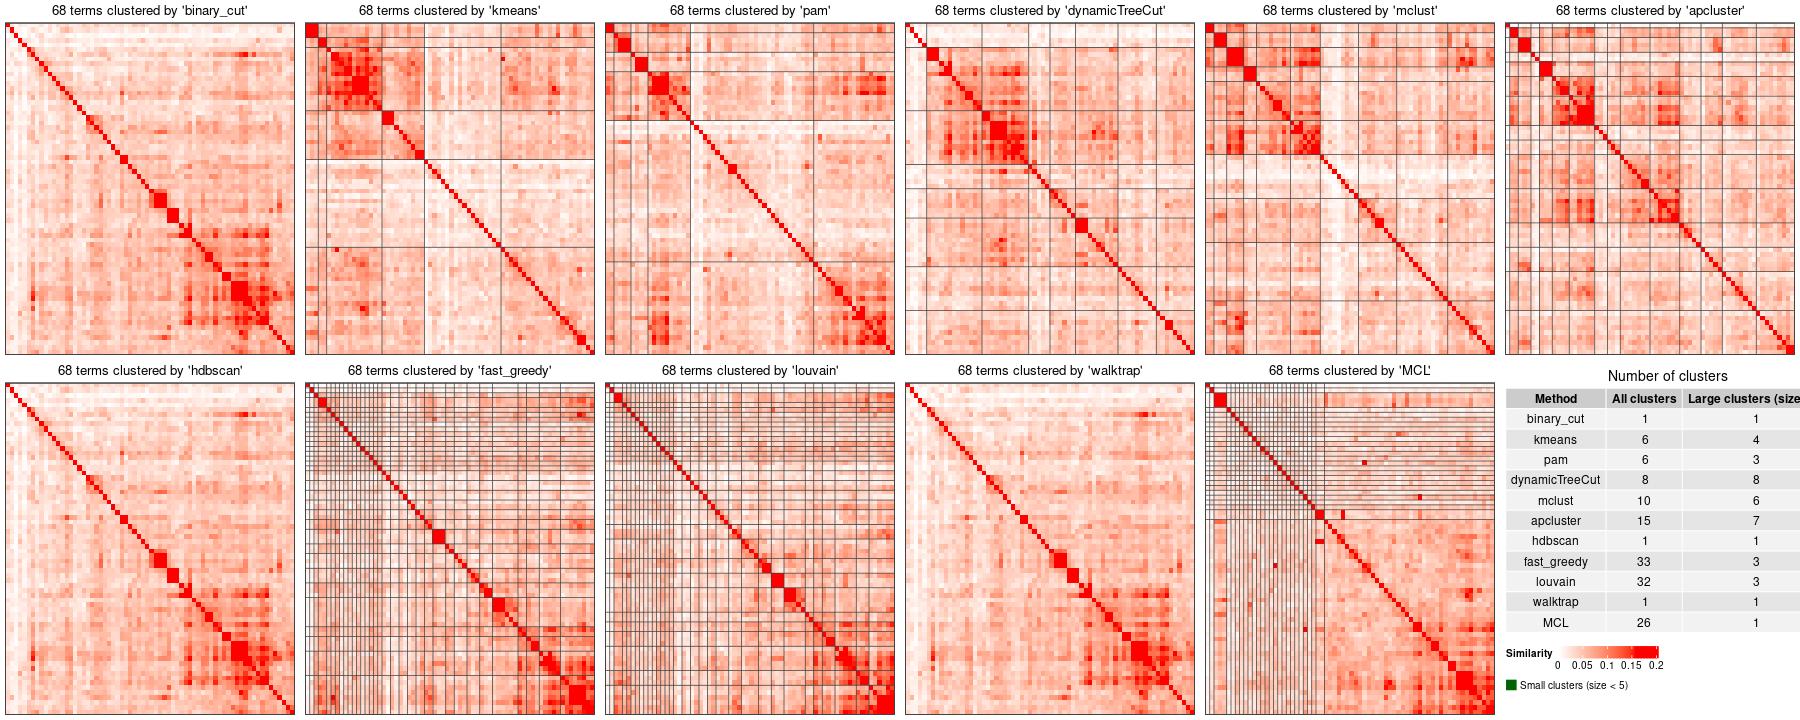 68 terms clustered by 'binary_cut'
68 terms clustered by 'kmeans'
68 terms clustered by 'pam'
68 terms clustered by 'dynamicTreeCut'
68 terms clustered by 'mclust'
68 terms clustered by 'apcluster'
68 terms clustered by 'hdbscan'
68 terms clustered by 'fast_greedy'
68 terms clustered by 'louvain'
68 terms clustered by 'walktrap'
68 terms clustered by 'MCL'
Number of clusters
Method All clusters Large clusters (size
binary_cut 1 1
kmeans 6 4
pam 6 3
dynamicTreeCut 8 8
mclust 10 6
apcluster 15 7
hdbscan 1 1
fast_greedy 33 3
louvain 32 3
walktrap 1 1
MCL 26 1
Similarity
0 0.05 0.1 0.15 0.2
Small clusters (size < 5)